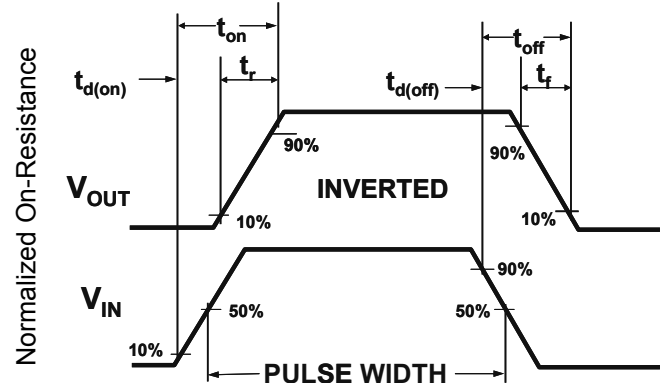 Normalized On-Resistance
t_on
t_off
t_d(on)
t_r
t_d(off)
t_f
90%
90%
V_OUT
INVERTED
10%
10%
90%
V_IN
50%
50%
10%
PULSE WIDTH